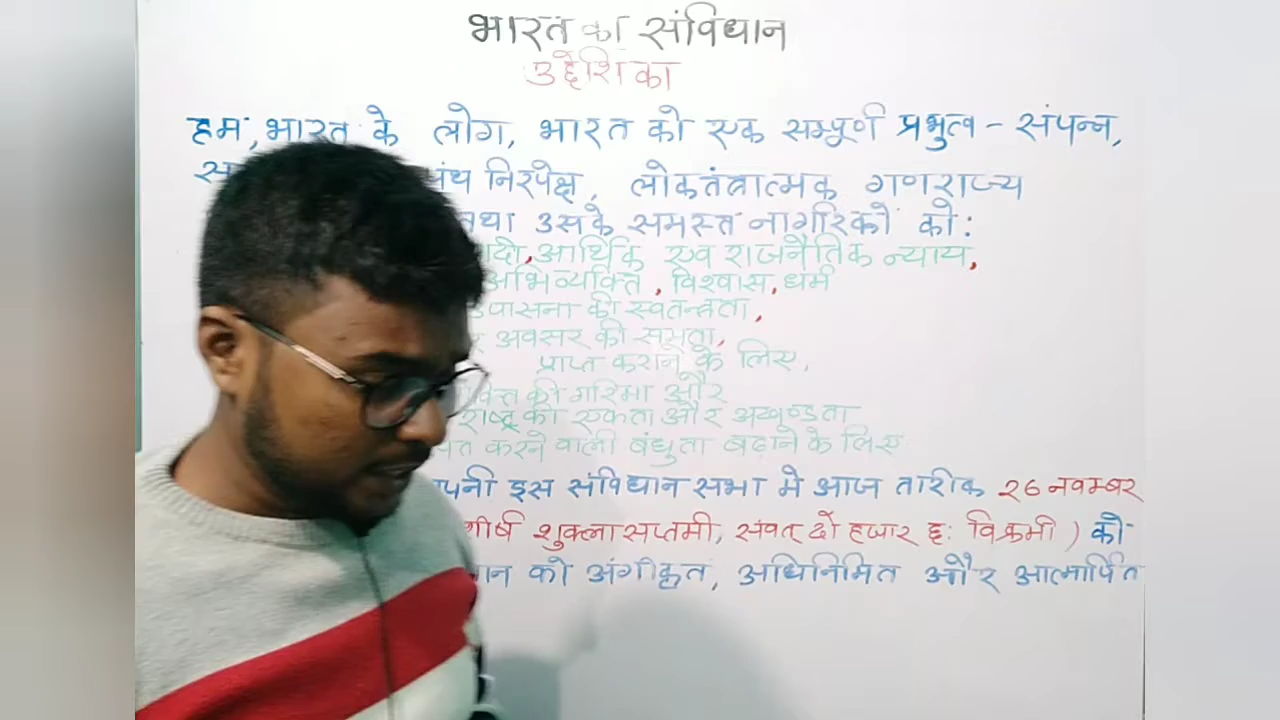 भारत का संविधान
उद्देशिका
हम, भारत के लोग, भारत को एक सम्पूर्ण प्रभुत्व - संपन्न,
निरपेक्ष, लोकतंत्रात्मक गणराज्य
तथा उसके समस्त नागरिकों को:
आर्थिक एवं राजनैतिक न्याय,
अभिव्यक्ति, विश्वास, धर्म
उपासना की स्वतन्त्रता,
अवसर की समता,
प्राप्त कराने के लिए,
की गरिमा और
राष्ट्र की एकता और अखण्डता
करने वाली बंधुता बढ़ाने के लिए
इस संविधान सभा मे आज तारीक 26 नवम्बर
शुक्ला सप्तमी, संवत् दो हजार छ: विक्रमी ) को
को अंगीकृत, अधिनिमित और आत्मार्पित